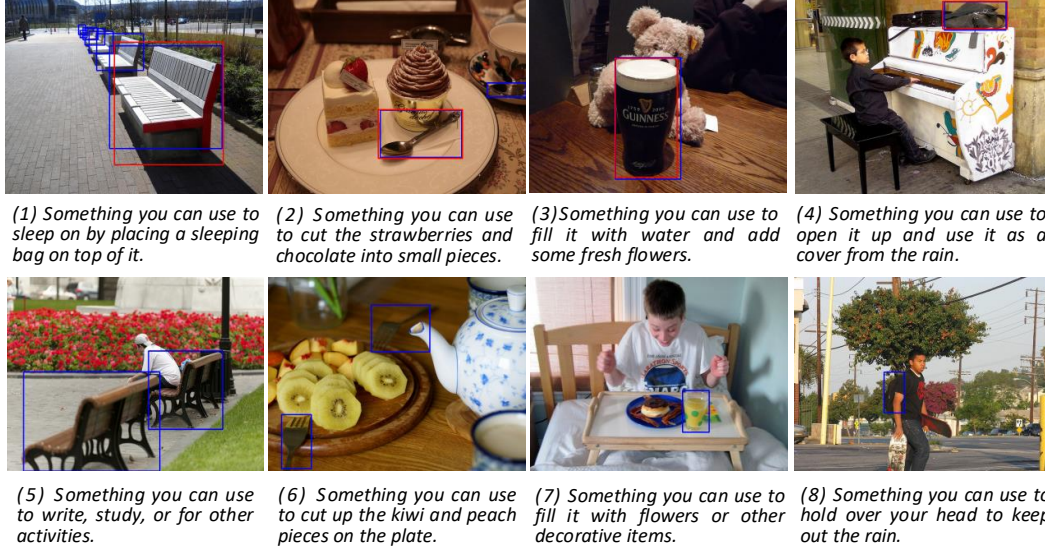 GUINNESS
(1) Something you can use to
sleep on by placing a sleeping
bag on top of it.
(2) Something you can use
to cut the strawberries and
chocolate into small pieces.
(3)Something you can use to
fill it with water and add
some fresh flowers.
(4) Something you can use to
open it up and use it as a
cover from the rain.
(5) Something you can use
to write, study, or for other
activities.
(6) Something you can use
to cut up the kiwi and peach
pieces on the plate.
(7) Something you can use to
fill it with flowers or other
decorative items.
(8) Something you can use to
hold over your head to keep
out the rain.